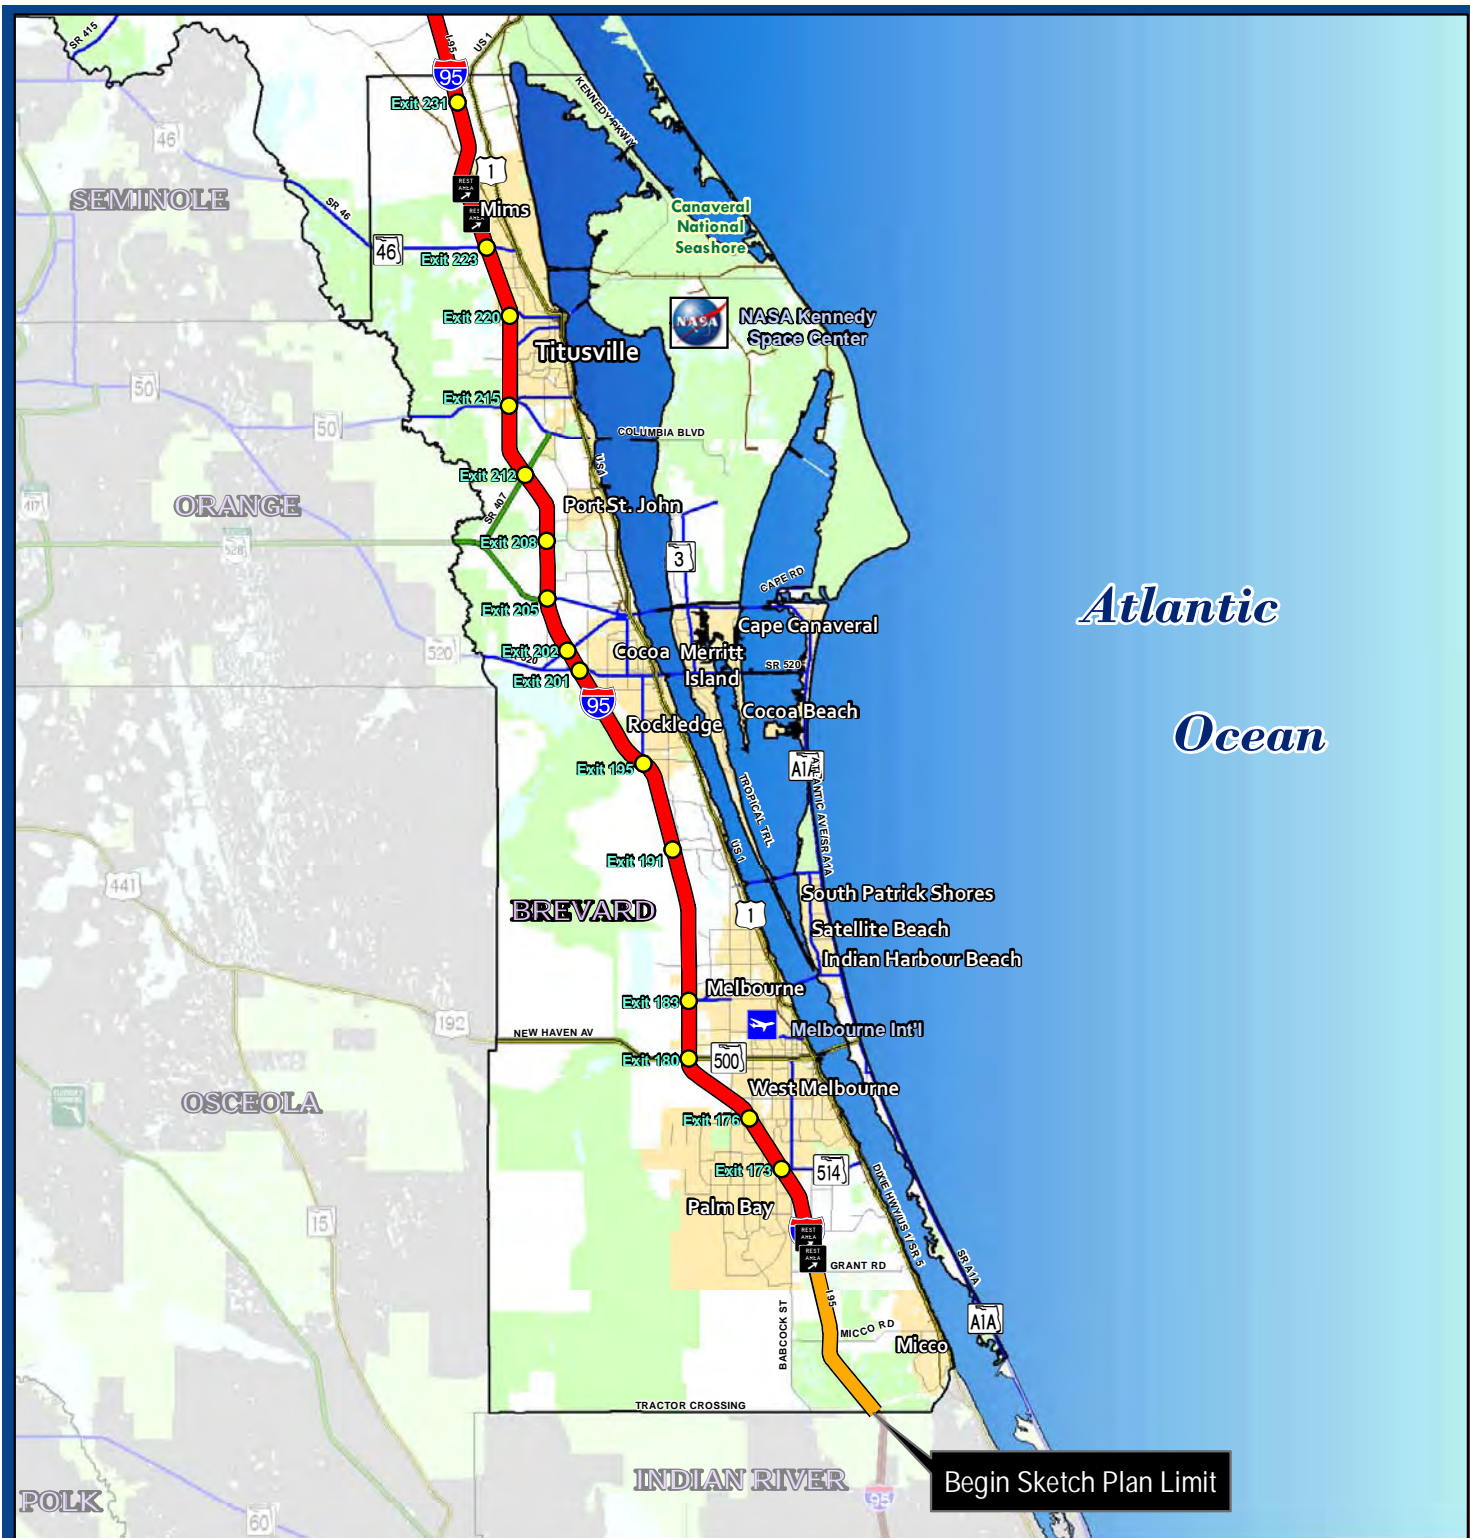 SR 415
I-95
US 1
95
Exit 231
KENNEDY PKWY
46
1
REST
AREA
SEMINOLE
SR 46
Mims
Canaveral
National
Seashore
46
Exit 223
Exit 220
NASA
NASA Kennedy
Space Center
Titusville
50
Exit 215
50
COLUMBIA BLVD
Exit 212
417
ORANGE
SR 407
Port St. John
528
Exit 208
3
CAPE RD
Exit 205
Atlantic
Cape Canaveral
520
Exit 202
Cocoa
Merritt
Island
SR 520
Exit 201
95
Rockledge
Cocoa Beach
Ocean
Exit 195
A1A
ATLANTIC AVE/SR A1A
TROPICAL TRL
US 1
Exit 191
441
South Patrick Shores
BREVARD
1
Satellite Beach
Indian Harbour Beach
Melbourne
Exit 183
192
NEW HAVEN AV
Melbourne Int'l
Exit 180
500
West Melbourne
OSCEOLA
Exit 176
Exit 173
514
DIXIE HWY/US 1/ SR 5
Palm Bay
15
REST
AREA
REST
AREA
GRANT RD
SR A1A
I 95
BABCOCK ST
MICCO RD
A1A
Micco
TRACTOR CROSSING
INDIAN RIVER
Begin Sketch Plan Limit
95
POLK
60